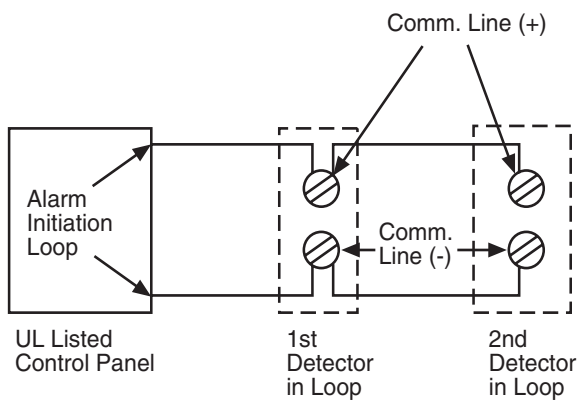 Comm. Line (+)
Alarm
Initiation
Loop
Comm.
Line (-)
UL Listed
Control Panel
1st
Detector
in Loop
2nd
Detector
in Loop